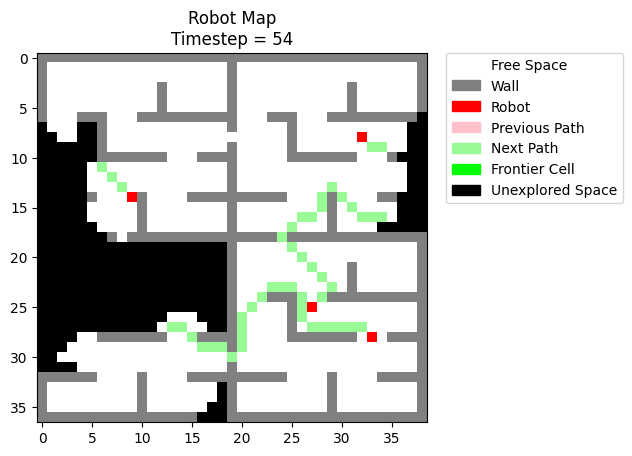 Robot Map
Timestep = 54
Free Space
Wall
Robot
Previous Path
Next Path
Frontier Cell
Unexplored Space
0
5
10
15
20
25
30
35
0
5
10
15
20
25
30
35